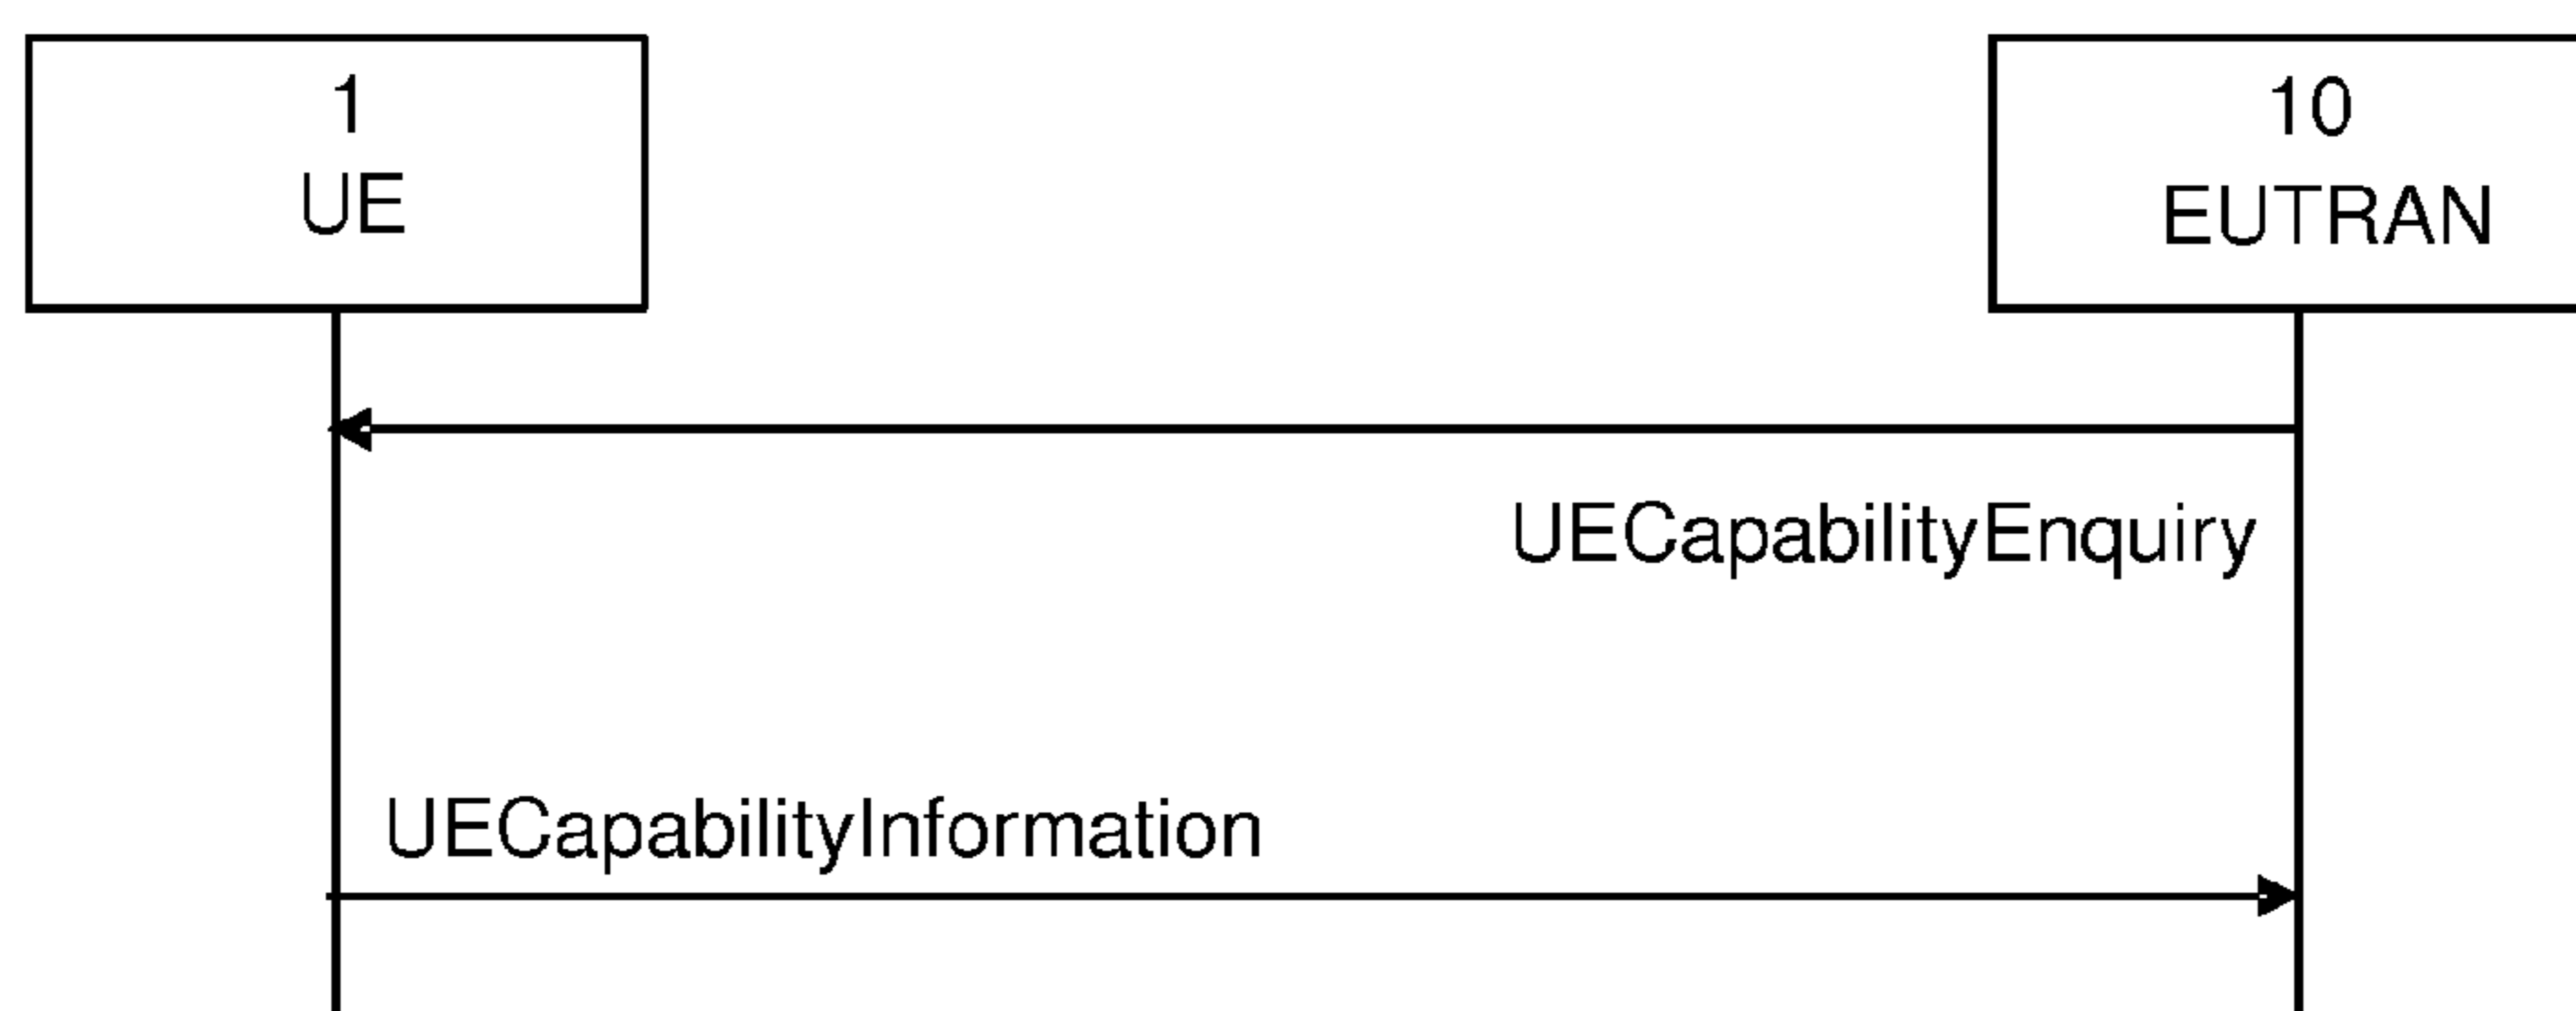 1
UE
10
EUTRAN
UECapabilityEnquiry
UECapabilityInformation